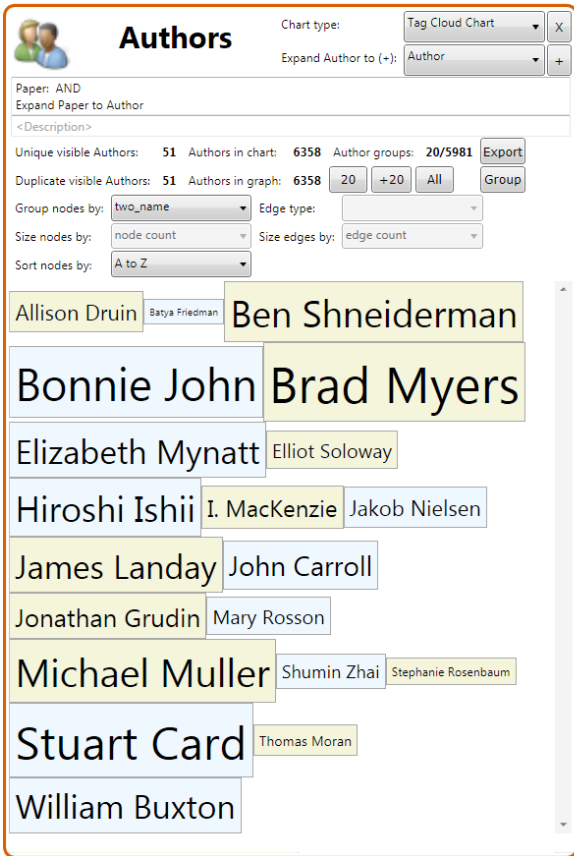 Authors
Chart type: Tag Cloud Chart X
Expand Author to (+): Author +
Paper: AND
Expand Paper to Author
<Description>
Unique visible Authors: 51 Authors in chart: 6358 Author groups: 20/5981 Export
Duplicate visible Authors: 51 Authors in graph: 6358 20 +20 All Group
Group nodes by: two_name Edge type:
Size nodes by: node count Size edges by: edge count
Sort nodes by: A to Z
Allison Druin Batya Friedman Ben Shneiderman
Bonnie John Brad Myers
Elizabeth Mynatt Elliot Soloway
Hiroshi Ishii I. MacKenzie Jakob Nielsen
James Landay John Carroll
Jonathan Grudin Mary Rosson
Michael Muller Shumin Zhai Stephanie Rosenbaum
Stuart Card Thomas Moran
William Buxton